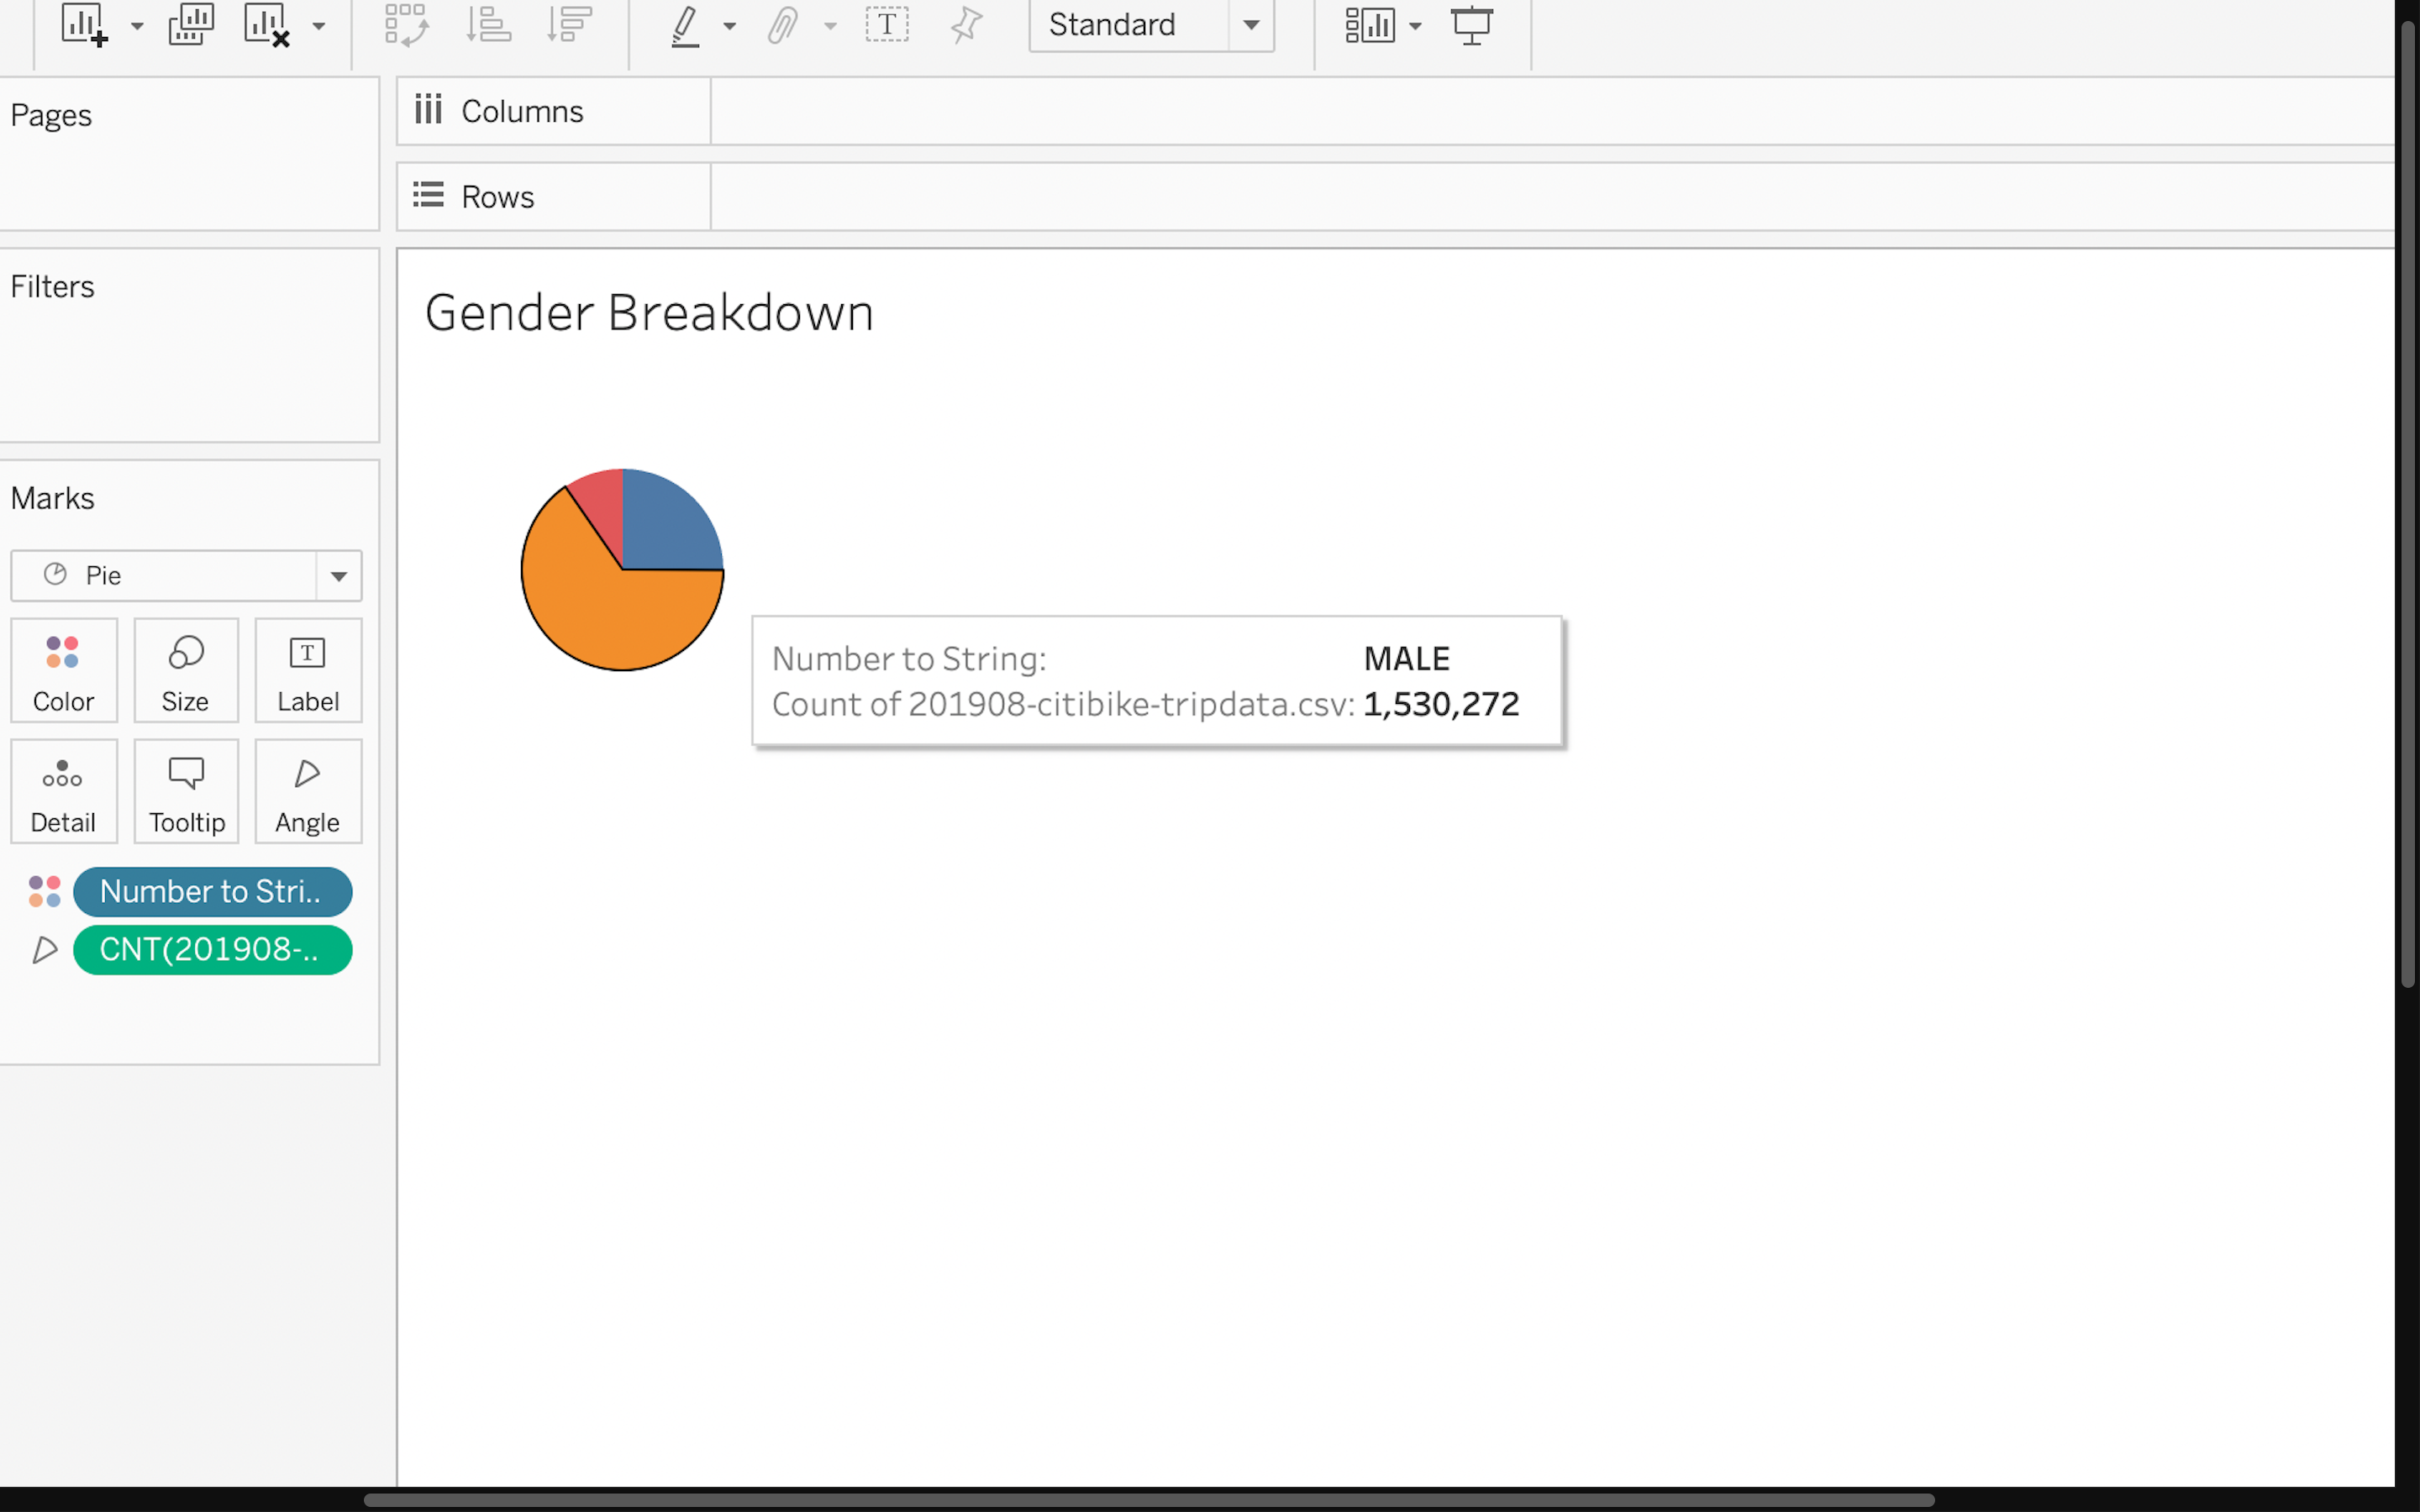 Standard
Pages
Columns
Rows
Filters
Gender Breakdown
Marks
Pie
Color Size Label
Detail Tooltip Angle
Number to Stri..
CNT(201908-..
Number to String: MALE
Count of 201908-citibike-tripdata.csv: 1,530,272